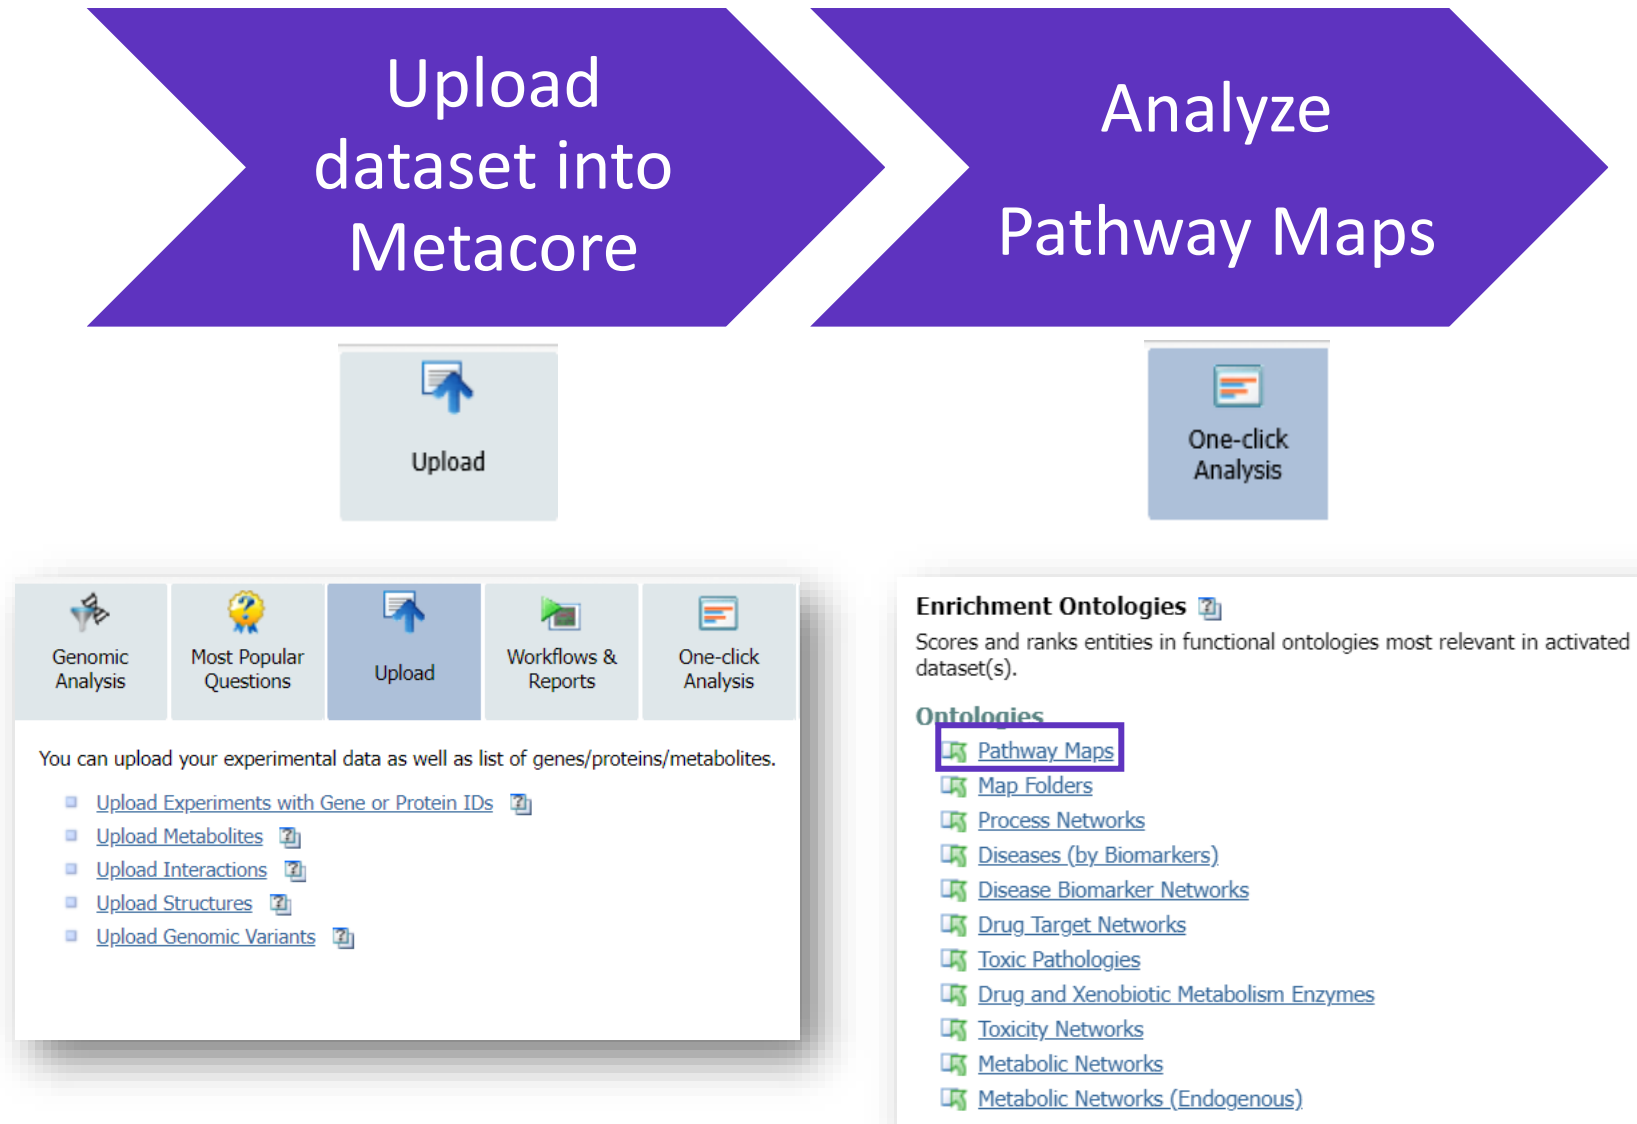 Upload
dataset into
Metacore
Analyze
Pathway Maps
Upload
One-click
Analysis
Genomic
Analysis
Most Popular
Questions
Upload
Workflows &
Reports
One-click
Analysis
You can upload your experimental data as well as list of genes/proteins/metabolites.
Upload Experiments with Gene or Protein IDs
Upload Metabolites
Upload Interactions
Upload Structures
Upload Genomic Variants
Enrichment Ontologies
Scores and ranks entities in functional ontologies most relevant in activated
dataset(s).
Ontologies
Pathway Maps
Map Folders
Process Networks
Diseases (by Biomarkers)
Disease Biomarker Networks
Drug Target Networks
Toxic Pathologies
Drug and Xenobiotic Metabolism Enzymes
Toxicity Networks
Metabolic Networks
Metabolic Networks (Endogenous)